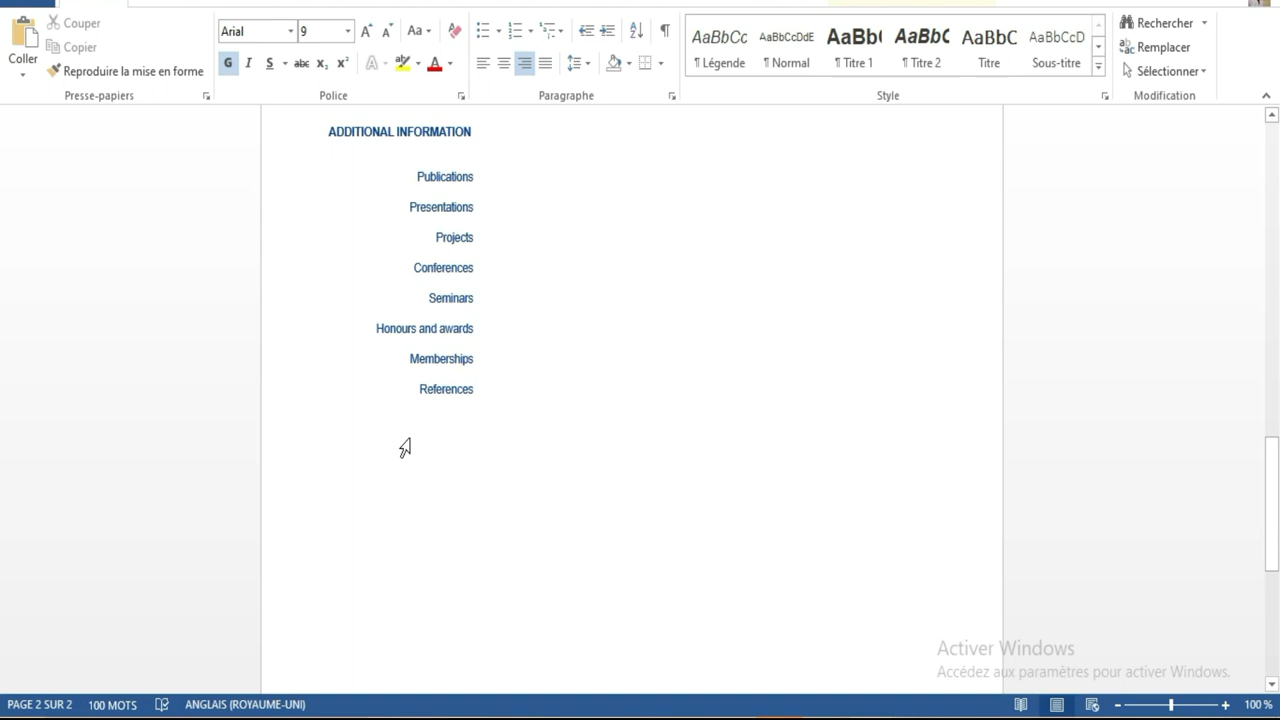 Couper
Copier
Coller
Reproduire la mise en forme
Presse-papiers
Arial
9
Aa
G I S abc x₂ x² A ab A
Police
Paragraphe
AaBbCc AaBbCcDdE AaBb( AaBbC AaBbC AaBbCcD
¶ Légende ¶ Normal ¶ Titre 1 ¶ Titre 2 Titre Sous-titre
Style
Rechercher
Remplacer
Sélectionner
Modification
ADDITIONAL INFORMATION
Publications
Presentations
Projects
Conferences
Seminars
Honours and awards
Memberships
References
Activer Windows
Accédez aux paramètres pour activer Windows.
PAGE 2 SUR 2 100 MOTS ANGLAIS (ROYAUME-UNI) 100 %